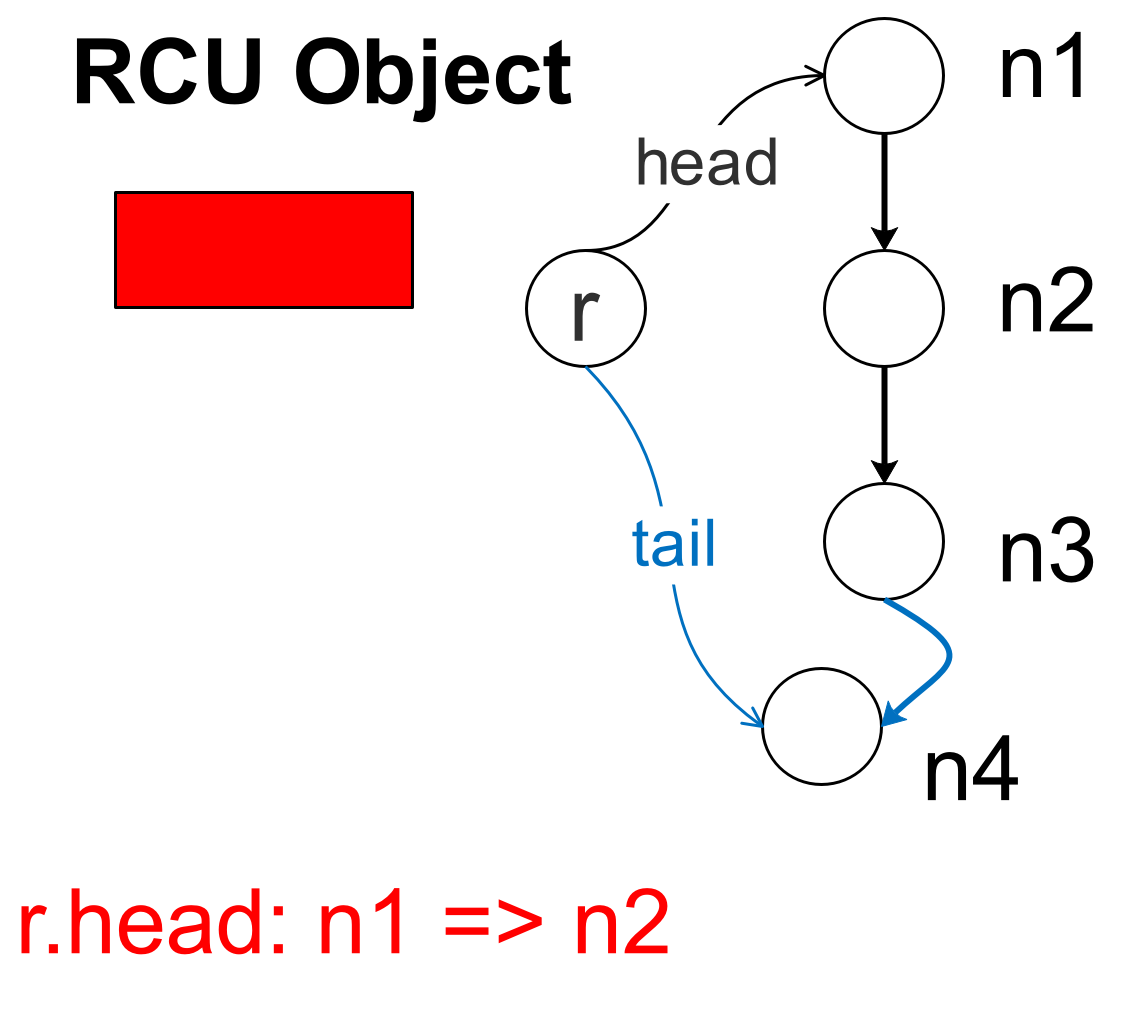 RCU Object
n1
head
n2
r
tail
n3
n4
r.head: n1 => n2